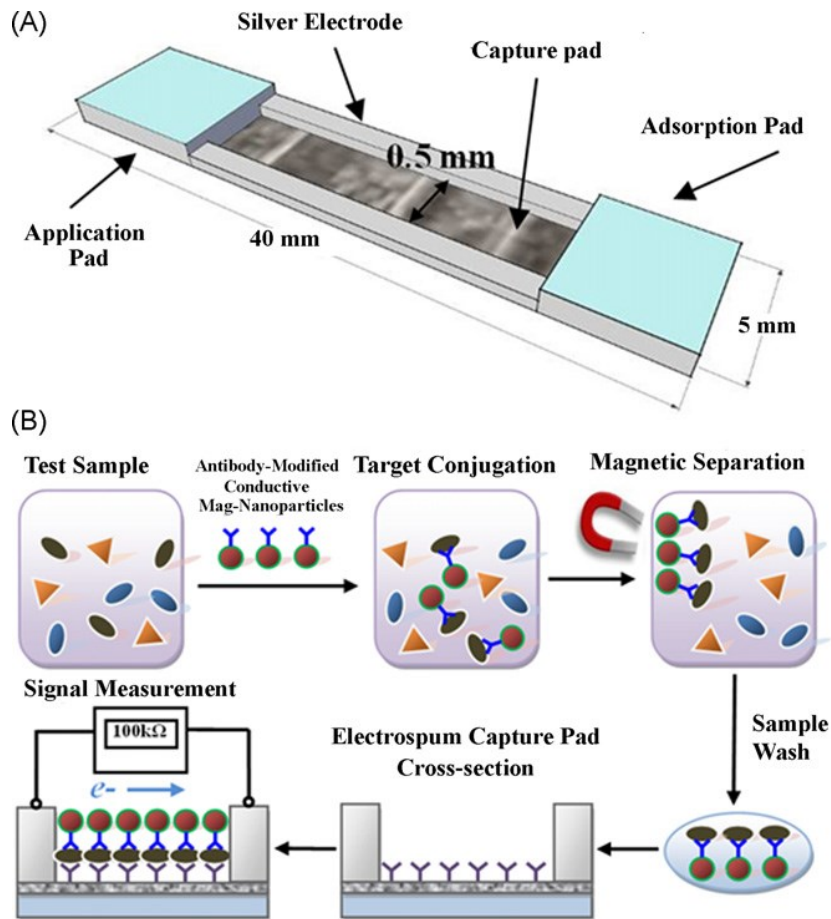 (A)
Silver Electrode
Capture pad
Adsorption Pad
0.5 mm
Application
Pad
40 mm
5 mm
(B)
Test Sample
Antibody-Modified
Conductive
Mag-Nanoparticles
Target Conjugation
Magnetic Separation
Signal Measurement
100kΩ
e-
Electrospum Capture Pad
Cross-section
Sample
Wash